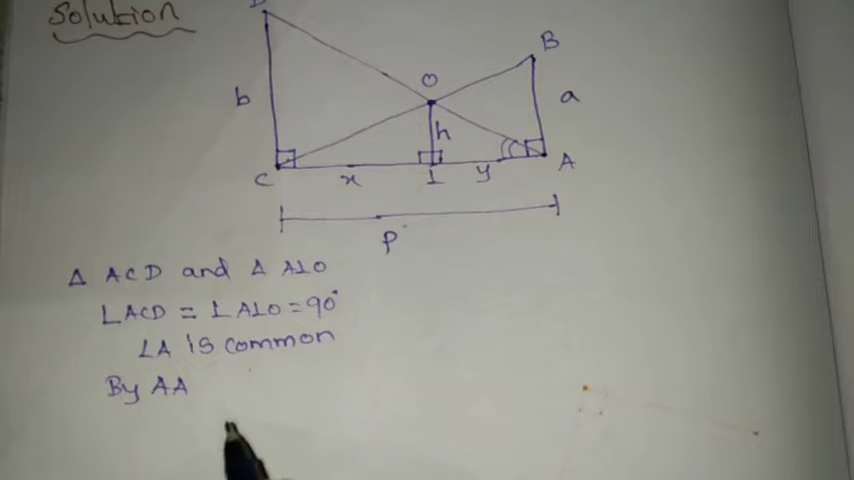 Solution
B
O
b
a
h
C
x
L
y
A
P
Δ ACD and Δ ALO
∠ACD = ∠ALO = 90°
∠A is common
By AA